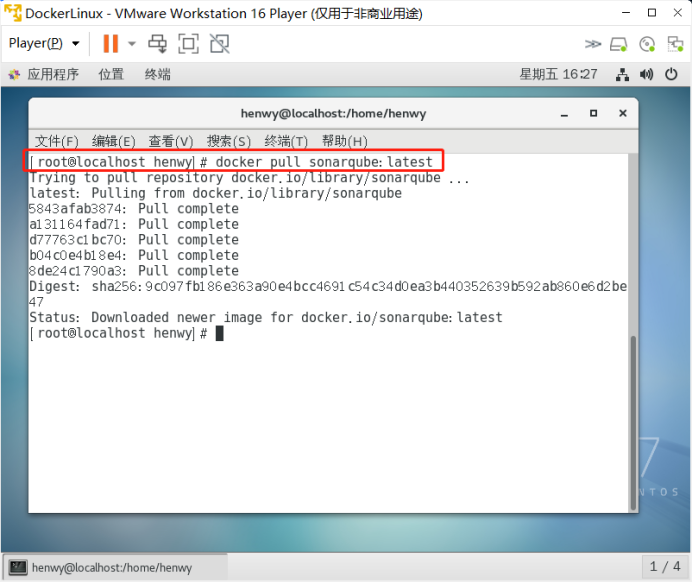 DockerLinux - VMware Workstation 16 Player (仅用于非商业用途)
Player(P)
应用程序 位置 终端 星期五 16:27
henwy@localhost:/home/henwy
文件(F) 编辑(E) 查看(V) 搜索(S) 终端(T) 帮助(H)
[root@localhost henwy]# docker pull sonarqube:latest
Trying to pull repository docker.io/library/sonarqube ...
latest: Pulling from docker.io/library/sonarqube
5843afab3874: Pull complete
a131164fad71: Pull complete
d77763c1bc70: Pull complete
b04c0e4b18e4: Pull complete
8de24c1790a3: Pull complete
Digest: sha256:9c097fb186e363a90e4bcc4691c54c34d0ea3b440352639b592ab860e6d2be
47
Status: Downloaded newer image for docker.io/sonarqube:latest
[root@localhost henwy]#
7
NTOS
henwy@localhost:/home/henwy
1 / 4